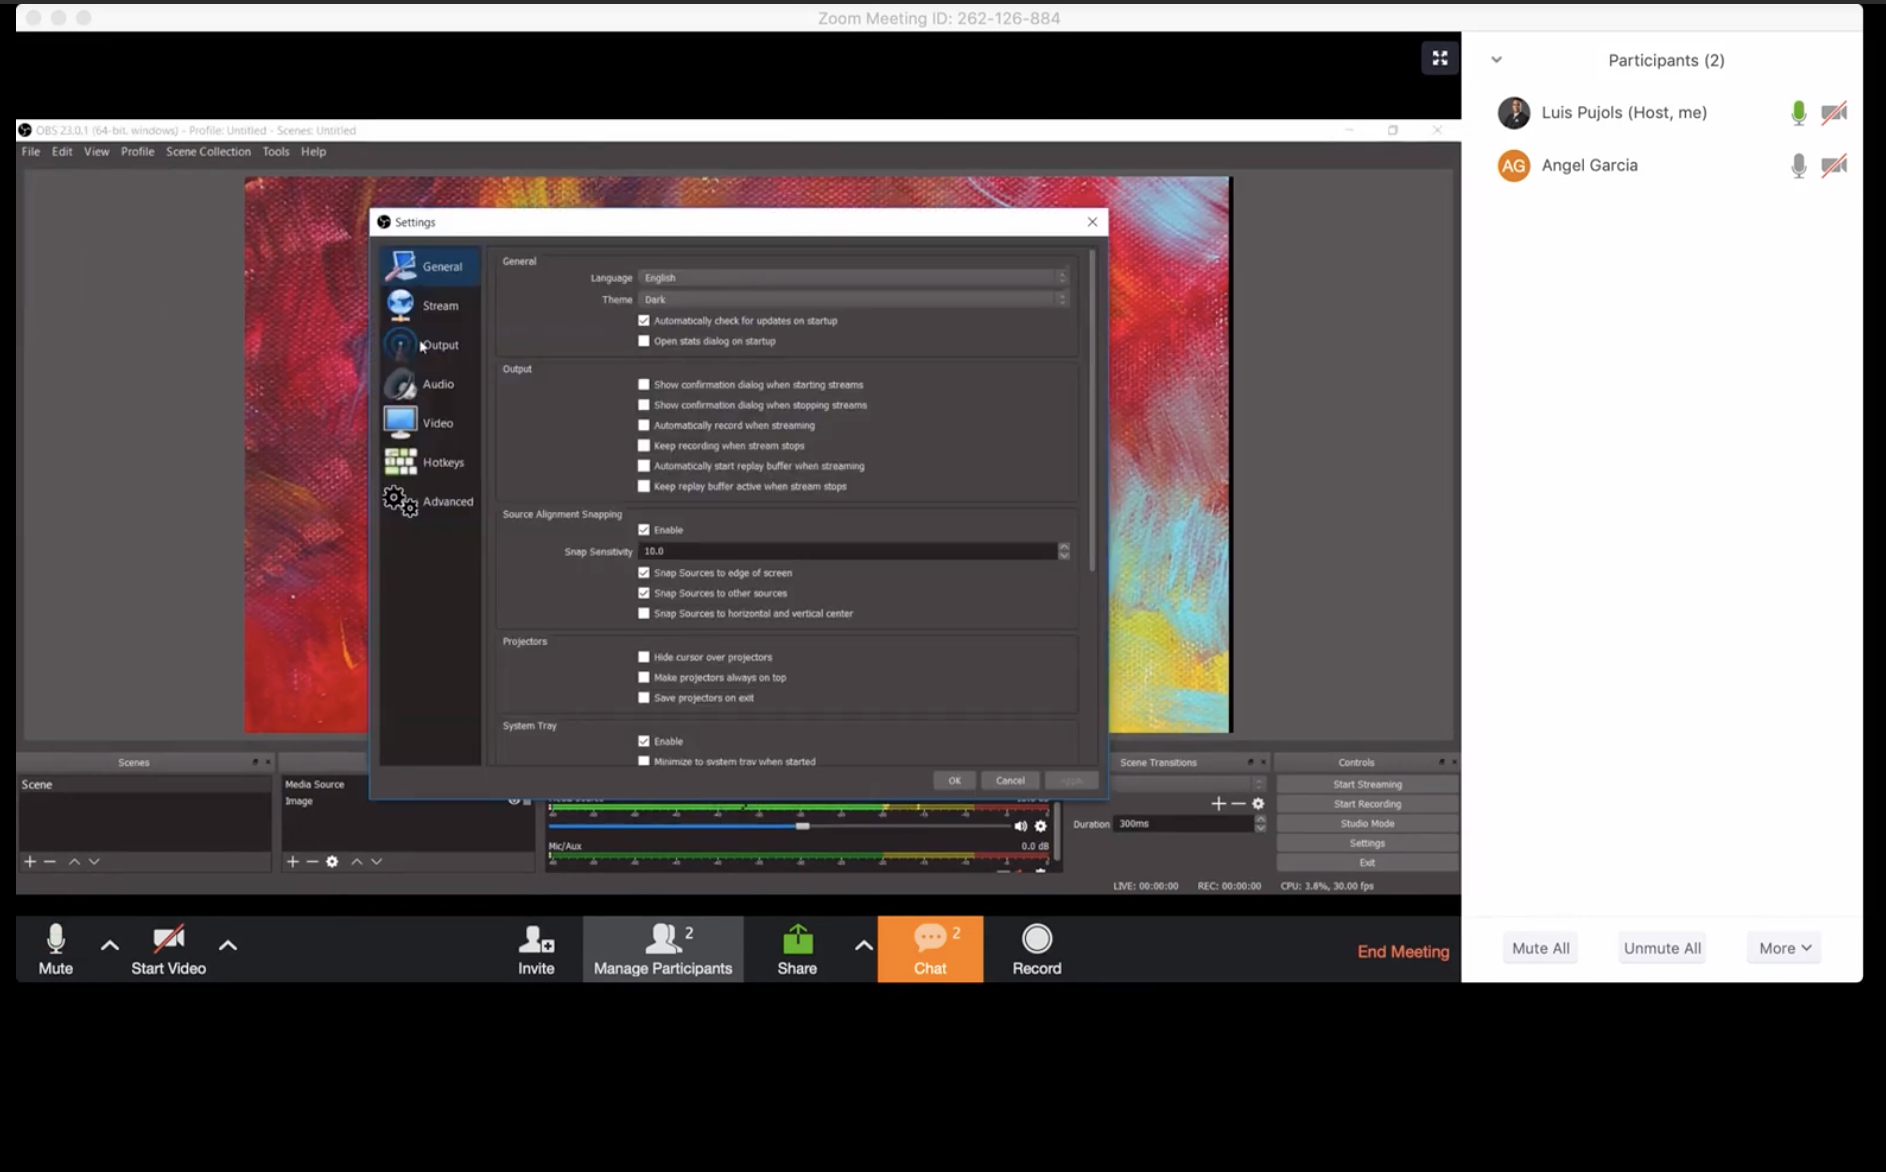 Zoom Meeting ID: 262-126-884
Participants (2)
Luis Pujols (Host, me)
AG Angel Garcia
OBS 23.0.1 (64-bit, windows) - Profile: Untitled - Scenes: Untitled
File Edit View Profile Scene Collection Tools Help
Settings
General
Stream
Output
Audio
Video
Hotkeys
Advanced
General
Language English
Theme Dark
Automatically check for updates on startup
Open stats dialog on startup
Output
Show confirmation dialog when starting streams
Show confirmation dialog when stopping streams
Automatically record when streaming
Keep recording when stream stops
Automatically start replay buffer when streaming
Keep replay buffer active when stream stops
Source Alignment Snapping
Enable
Snap Sensitivity 10.0
Snap Sources to edge of screen
Snap Sources to other sources
Snap Sources to horizontal and vertical center
Projectors
Hide cursor over projectors
Make projectors always on top
Save projectors on exit
System Tray
Enable
Minimize to system tray when started
OK Cancel
Scenes
Scene
Media Source
Image
Mic/Aux 0.0 dB
Scene Transitions
Duration 300ms
Controls
Start Streaming
Start Recording
Studio Mode
Settings
Exit
LIVE: 00:00:00 REC: 00:00:00 CPU: 3.8%, 30.00 fps
Mute
Start Video
Invite
2
Manage Participants
Share
2
Chat
Record
End Meeting
Mute All
Unmute All
More